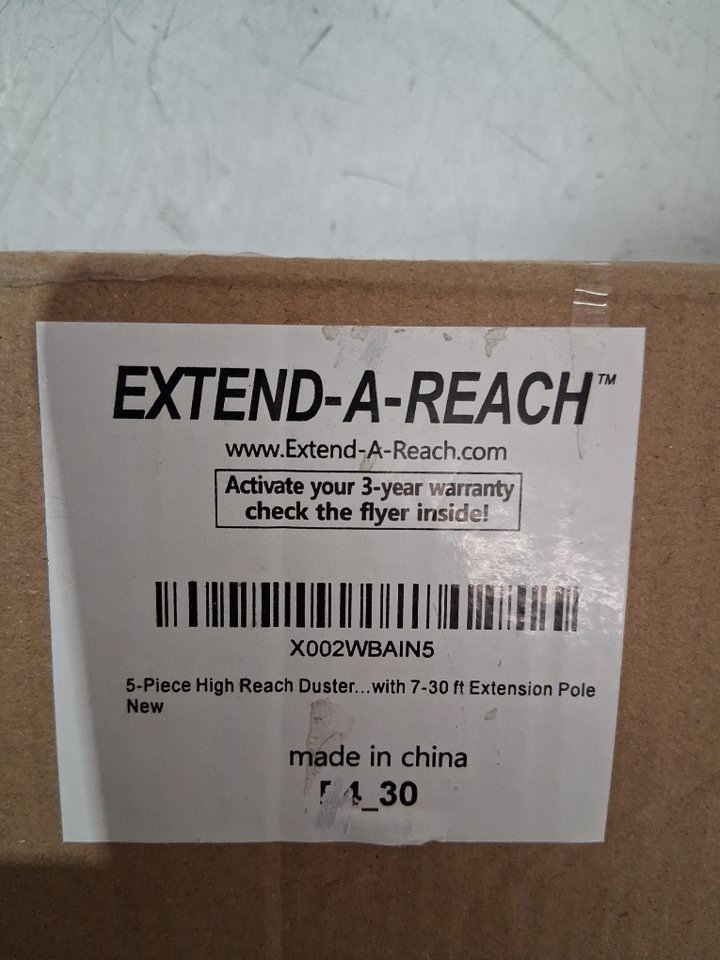 EXTEND-A-REACH™
www.Extend-A-Reach.com
Activate your 3-year warranty
check the flyer inside!
X002WBAIN5
5-Piece High Reach Duster...with 7-30 ft Extension Pole
New
made in china